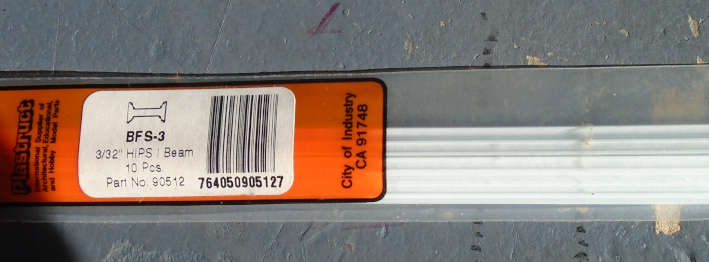 Plastruct
International Supplier of
Architectural, Educational,
and Hobby Model Parts
BFS-3
3/32" HIPS I Beam
10 Pcs.
Part No: 90512
764050905127
City of Industry
CA 91748